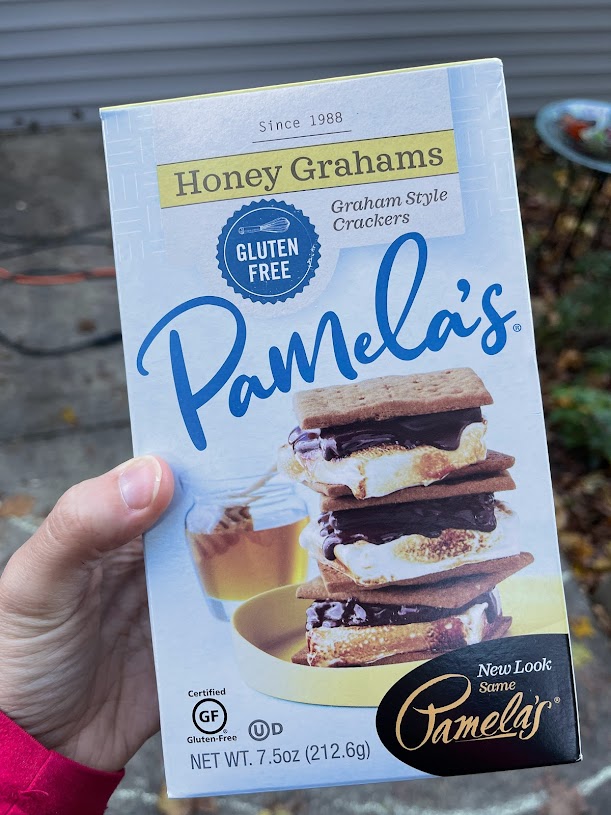 Since 1988
Honey Grahams
Graham Style
Crackers
GLUTEN
FREE
Pamela's®
New Look
Same
Pamela's®
Certified
GF
Gluten-Free
UD
NET WT. 7.5oz (212.6g)